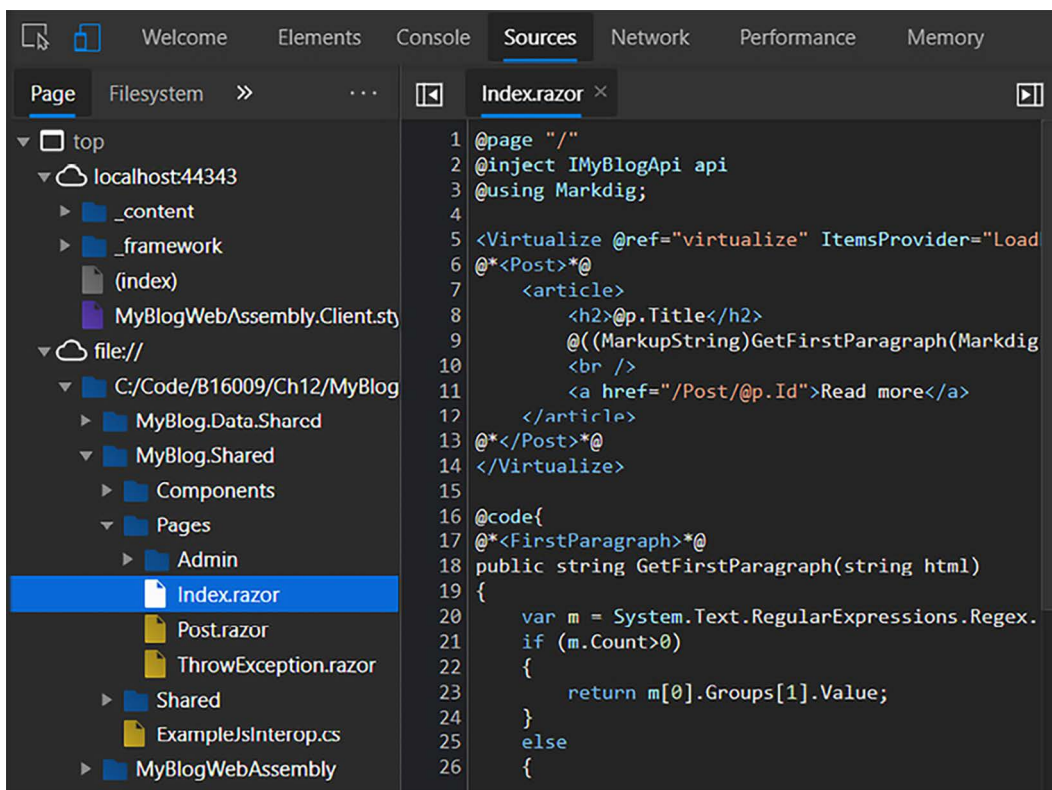 Welcome Elements Console Sources Network Performance Memory
Page Filesystem » ··· Index.razor ×
top
localhost:44343
_content
_framework
(index)
MyBlogWebAssembly.Client.sty
file://
C:/Code/B16009/Ch12/MyBlog
MyBlog.Data.Shared
MyBlog.Shared
Components
Pages
Admin
Index.razor
Post.razor
ThrowException.razor
Shared
ExampleJsInterop.cs
MyBlogWebAssembly
1 @page "/"
2 @inject IMyBlogApi api
3 @using Markdig;
4
5 <Virtualize @ref="virtualize" ItemsProvider="Load
6 @*<Post>*@
7 <article>
8 <h2>@p.Title</h2>
9 @((MarkupString)GetFirstParagraph(Markdig
10 <br />
11 <a href="/Post/@p.Id">Read more</a>
12 </article>
13 @*</Post>*@
14 </Virtualize>
15
16 @code{
17 @*<FirstParagraph>*@
18 public string GetFirstParagraph(string html)
19 {
20 var m = System.Text.RegularExpressions.Regex.
21 if (m.Count>0)
22 {
23 return m[0].Groups[1].Value;
24 }
25 else
26 {